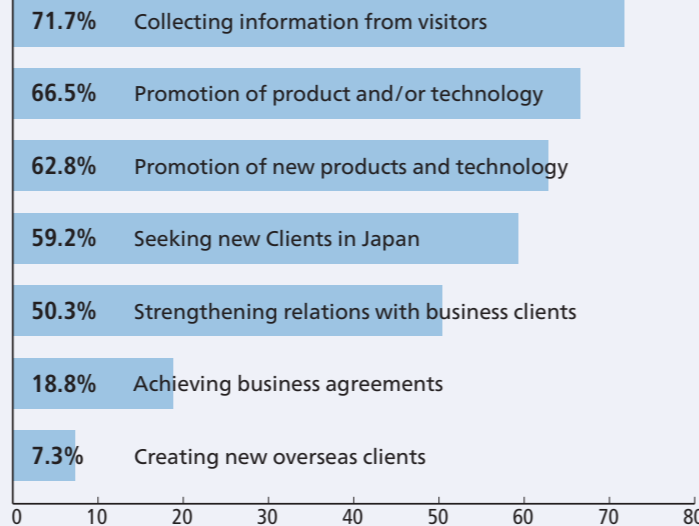 71.7% Collecting information from visitors
66.5% Promotion of product and/or technology
62.8% Promotion of new products and technology
59.2% Seeking new Clients in Japan
50.3% Strengthening relations with business clients
18.8% Achieving business agreements
7.3% Creating new overseas clients
0 10 20 30 40 50 60 70 80